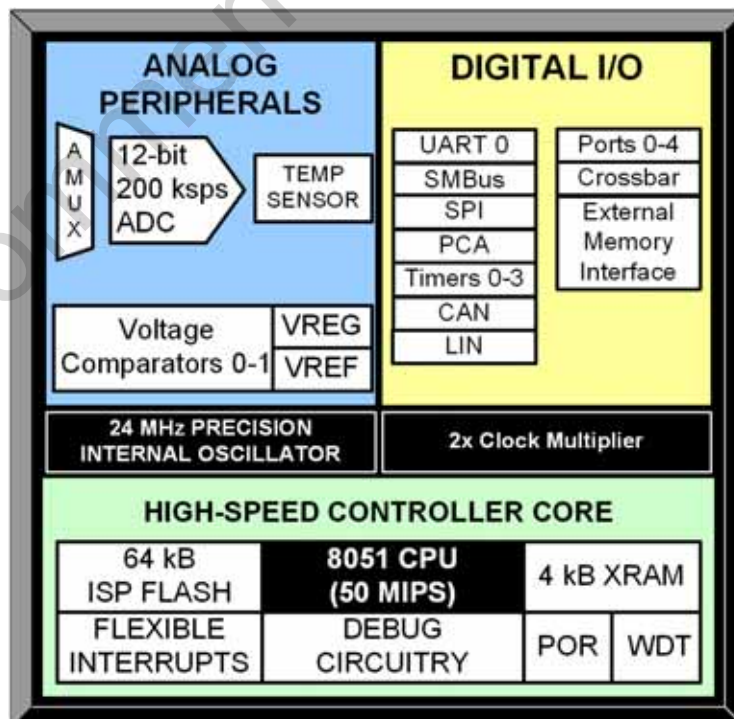 ANALOG
PERIPHERALS
A
M
U
X
12-bit
200 ksps
ADC
TEMP
SENSOR
Voltage
Comparators 0-1
VREG
VREF
DIGITAL I/O
UART 0
SMBus
SPI
PCA
Timers 0-3
CAN
LIN
Ports 0-4
Crossbar
External
Memory
Interface
24 MHz PRECISION
INTERNAL OSCILLATOR
2x Clock Multiplier
HIGH-SPEED CONTROLLER CORE
64 kB
ISP FLASH
8051 CPU
(50 MIPS)
4 kB XRAM
FLEXIBLE
INTERRUPTS
DEBUG
CIRCUITRY
POR
WDT